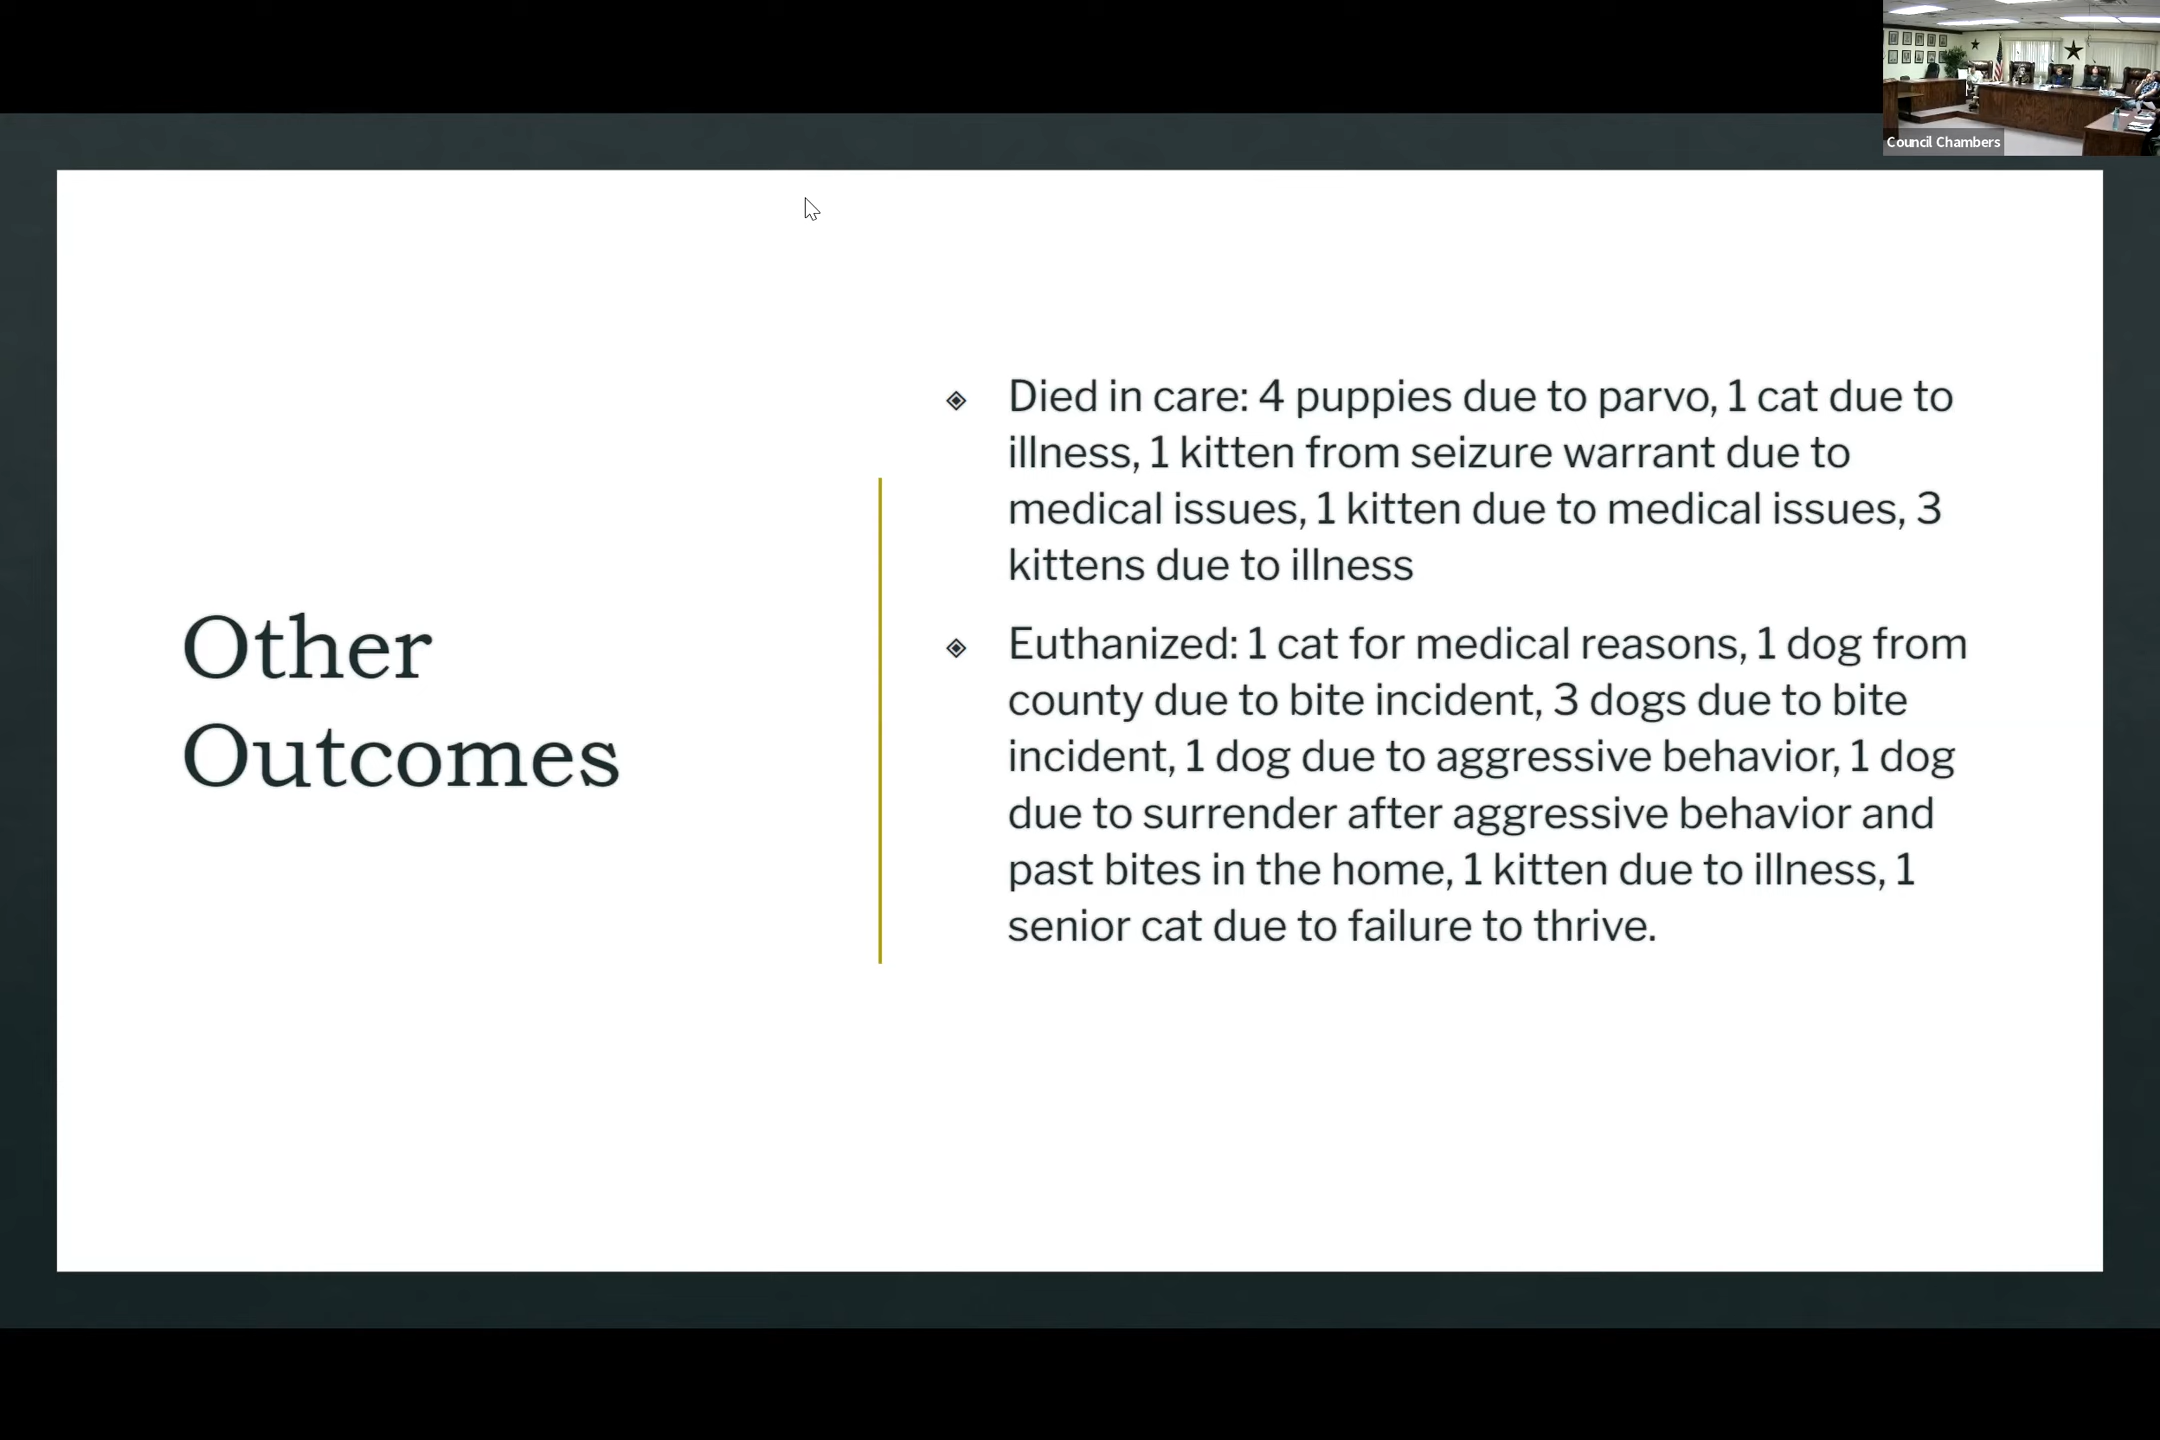 Council Chambers
Other
Outcomes
Died in care: 4 puppies due to parvo, 1 cat due to
illness, 1 kitten from seizure warrant due to
medical issues, 1 kitten due to medical issues, 3
kittens due to illness
Euthanized: 1 cat for medical reasons, 1 dog from
county due to bite incident, 3 dogs due to bite
incident, 1 dog due to aggressive behavior, 1 dog
due to surrender after aggressive behavior and
past bites in the home, 1 kitten due to illness, 1
senior cat due to failure to thrive.